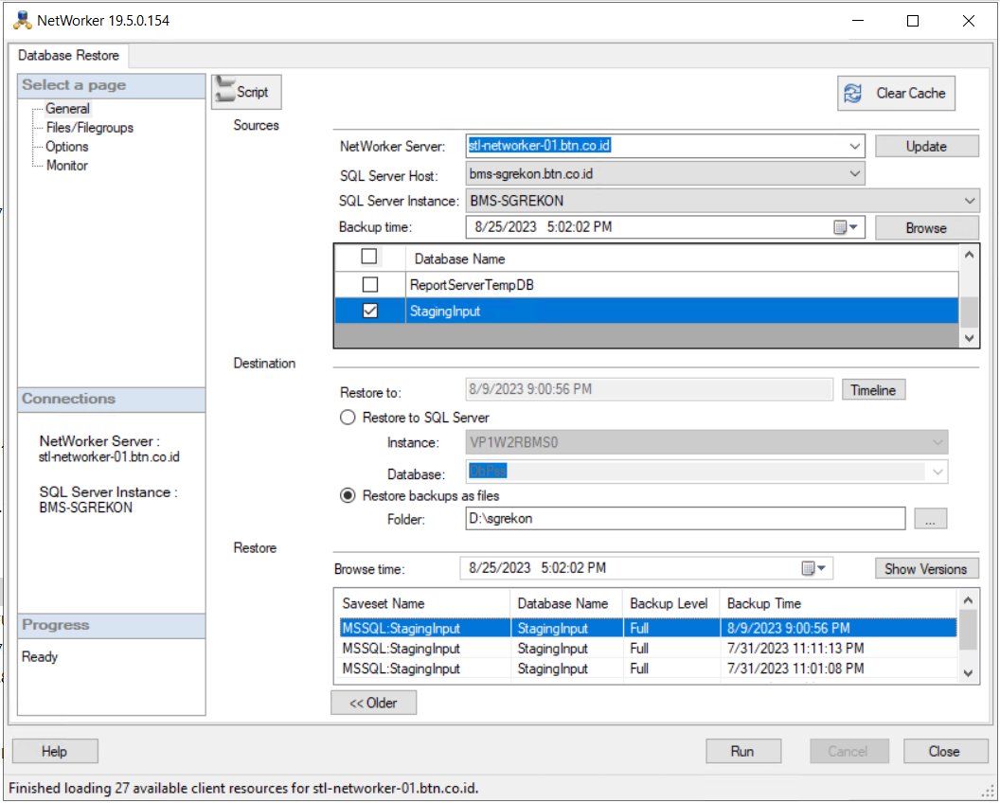 NetWorker 19.5.0.154
Database Restore
Select a page
General
Files/Filegroups
Options
Monitor
Script
Clear Cache
Sources
NetWorker Server: stl-networker-01.btn.co.id Update
SQL Server Host: bms-sgrekon.btn.co.id
SQL Server Instance: BMS-SGREKON
Backup time: 8/25/2023 5:02:02 PM Browse
Database Name
ReportServerTempDB
StagingInput
Destination
Restore to: 8/9/2023 9:00:56 PM Timeline
Restore to SQL Server
Instance: VP1W2RBMS0
Database:
Restore backups as files
Folder: D:\sgrekon ...
Restore
Browse time: 8/25/2023 5:02:02 PM Show Versions
Saveset Name Database Name Backup Level Backup Time
MSSQL:StagingInput StagingInput Full 8/9/2023 9:00:56 PM
MSSQL:StagingInput StagingInput Full 7/31/2023 11:11:13 PM
MSSQL:StagingInput StagingInput Full 7/31/2023 11:01:08 PM
<< Older
Connections
NetWorker Server :
stl-networker-01.btn.co.id
SQL Server Instance :
BMS-SGREKON
Progress
Ready
Help Run Cancel Close
Finished loading 27 available client resources for stl-networker-01.btn.co.id.